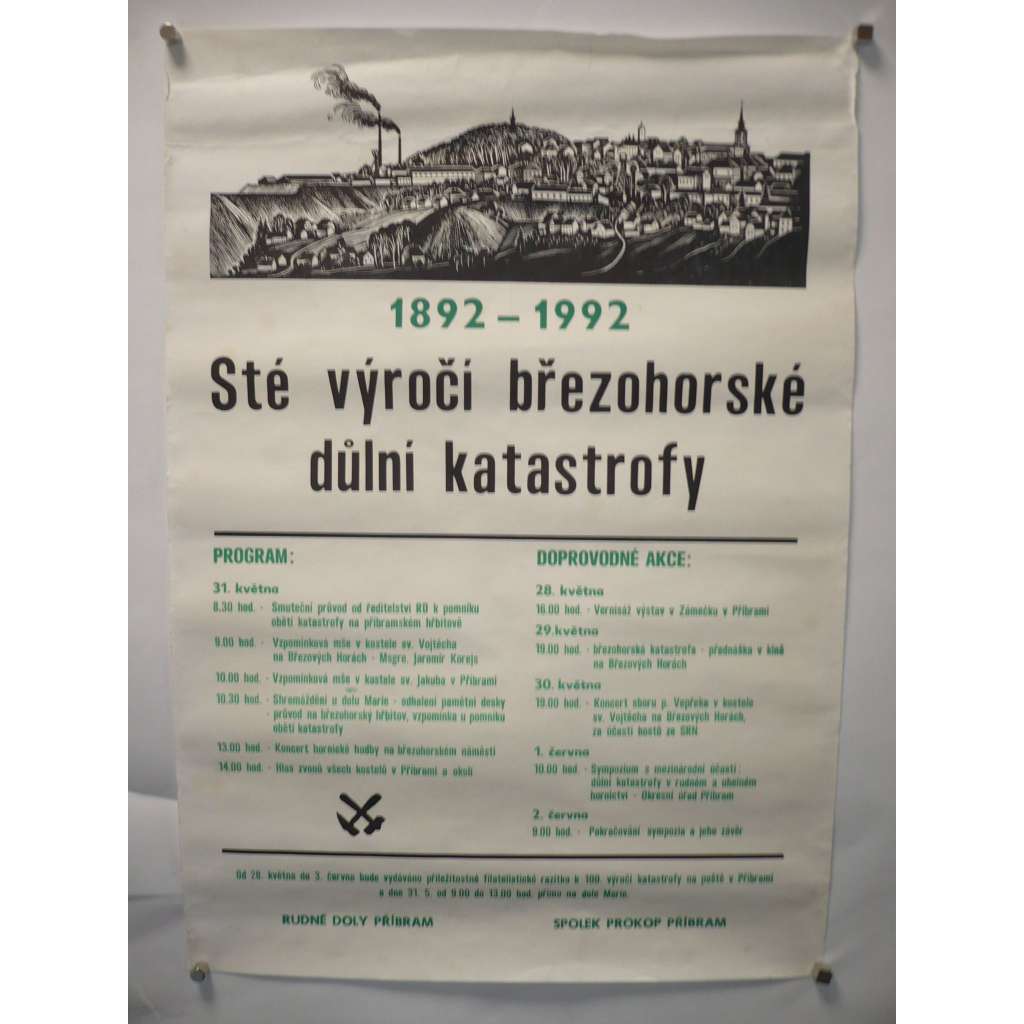 1892 – 1992
Sté výročí březohorské
důlní katastrofy
PROGRAM:
31. května
8.30 hod. - Smuteční průvod od ředitelství RD k pomníku
obětí katastrofy na příbramském hřbitově
9.00 hod. - Vzpomínková mše v kostele sv. Vojtěcha
na Březových Horách - Msgre. Jaromír Korejs
10.00 hod. - Vzpomínková mše v kostele sv. Jakuba v Příbrami
10.30 hod. - Shromáždění u dolu Marie - odhalení pamětní desky
- průvod na březohorský hřbitov, vzpomínka u pomníku
obětí katastrofy
13.00 hod. - Koncert hornické hudby na březohorském náměstí
14.00 hod. - Hlas zvonů všech kostelů v Příbrami a okolí
DOPROVODNÉ AKCE:
28. května
16.00 hod. - Vernisáž výstav v Zámečku v Příbrami
29.května
19.00 hod. - březohorská katastrofa - přednáška v kině
na Březových Horách
30. května
19.00 hod. - Koncert sboru p. Vepřeka v kostele
sv. Vojtěcha na Březových Horách,
za účasti hostů ze SRN
1. června
10.00 hod. - Sympozium s mezinárodní účastí:
důlní katastrofy v rudném a uhelném
hornictví - Okresní úřad Příbram
2. června
9.00 hod. - Pokračování sympozia a jeho závěr
Od 28. května do 3. června bude vydáváno příležitostné filatelistické razítko k 100. výročí katastrofy na poště v Příbrami
a dne 31. 5. od 9.00 do 13.00 hod. přímo na dole Marie.
RUDNÉ DOLY PŘÍBRAM
SPOLEK PROKOP PŘÍBRAM